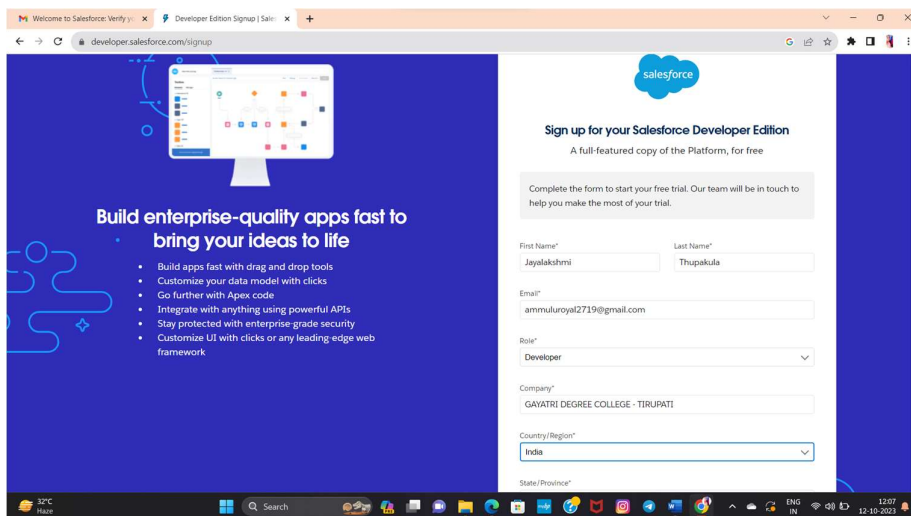 Welcome to Salesforce: Verify yo
Developer Edition Signup | Sales
developer.salesforce.com/signup
salesforce
Sign up for your Salesforce Developer Edition
A full-featured copy of the Platform, for free
Complete the form to start your free trial. Our team will be in touch to
help you make the most of your trial.
Build enterprise-quality apps fast to
bring your ideas to life
• Build apps fast with drag and drop tools
• Customize your data model with clicks
• Go further with Apex code
• Integrate with anything using powerful APIs
• Stay protected with enterprise-grade security
• Customize UI with clicks or any leading-edge web
framework
First Name* Last Name*
Jayalakshmi Thupakula
Email*
ammuluroyal2719@gmail.com
Role*
Developer
Company*
GAYATRI DEGREE COLLEGE - TIRUPATI
Country/Region*
India
State/Province*
32°C
Haze
Search
ENG
IN
12:07
12-10-2023